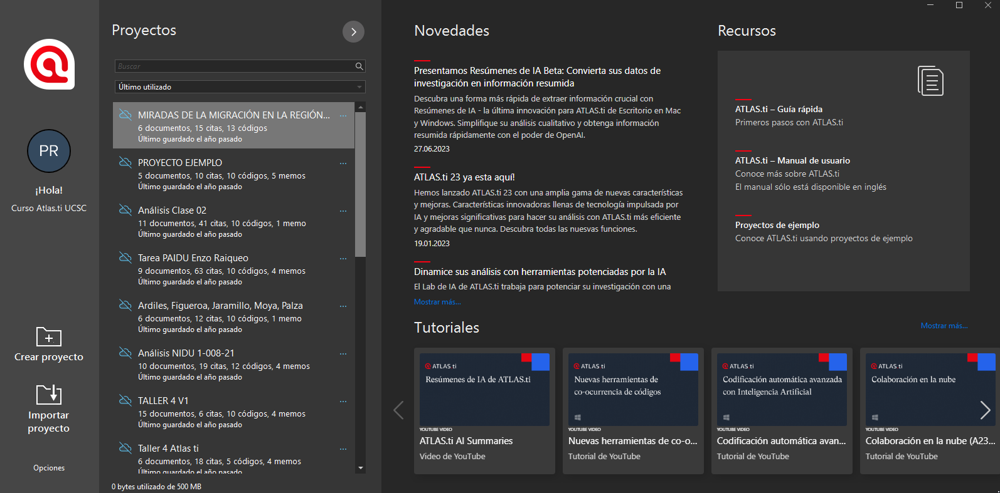 PR
¡Hola!
Curso Atlas.ti UCSC
Crear proyecto
Importar
proyecto
Opciones
Proyectos
Buscar
Último utilizado
MIRADAS DE LA MIGRACIÓN EN LA REGIÓN...
6 documentos, 15 citas, 13 códigos
Último guardado el año pasado
PROYECTO EJEMPLO
5 documentos, 10 citas, 10 códigos, 5 memos
Último guardado el año pasado
Análisis Clase 02
11 documentos, 41 citas, 10 códigos, 1 memo
Último guardado el año pasado
Tarea PAIDU Enzo Raiqueo
9 documentos, 63 citas, 10 códigos, 4 memos
Último guardado el año pasado
Ardiles, Figueroa, Jaramillo, Moya, Palza
6 documentos, 12 citas, 10 códigos, 1 memo
Último guardado el año pasado
Análisis NIDU 1-008-21
10 documentos, 19 citas, 12 códigos, 4 memos
Último guardado el año pasado
TALLER 4 V1
15 documentos, 6 citas, 10 códigos, 4 memos
Último guardado el año pasado
Taller 4 Atlas ti
6 documentos, 18 citas, 5 códigos, 4 memos
Último guardado el año pasado
0 bytes utilizado de 500 MB
Novedades
Presentamos Resúmenes de IA Beta: Convierta sus datos de
investigación en información resumida
Descubra una forma más rápida de extraer información crucial con
Resúmenes de IA - la última innovación para ATLAS.ti de Escritorio en Mac
y Windows. Simplifique su análisis cualitativo y obtenga información
resumida rápidamente con el poder de OpenAI.
27.06.2023
ATLAS.ti 23 ya esta aquí!
Hemos lanzado ATLAS.ti 23 con una amplia gama de nuevas características
y mejoras. Características innovadoras llenas de tecnología impulsada por
IA y mejoras significativas para hacer su análisis con ATLAS.ti más eficiente
y agradable que nunca. Descubra todas las nuesvas funciones.
19.01.2023
Dinamice sus análisis con herramientas potenciadas por la IA
El Lab de IA de ATLAS.ti trabaja para potenciar su investigación con una
Mostrar más...
Recursos
ATLAS.ti – Guía rápida
Primeros pasos con ATLAS.ti
ATLAS.ti – Manual de usuario
Conoce más sobre ATLAS.ti
El manual sólo está disponible en inglés
Proyectos de ejemplo
Conoce ATLAS.ti usando proyectos de ejemplo
Tutoriales
Mostrar más...
ATLAS ti
Resúmenes de IA de ATLAS.ti
YOUTUBE VIDEO
ATLAS.ti AI Summaries
Video de YouTube
ATLAS ti
Nuevas herramientas de
co-ocurrencia de códigos
YOUTUBE VIDEO
Nuevas herramientas de co-o...
Tutorial de YouTube
ATLAS ti
Codificación automática avanzada
con Inteligencia Artificial
YOUTUBE VIDEO
Codificación automática avan...
Tutorial de YouTube
ATLAS ti
Colaboración en la nube
YOUTUBE VIDEO
Colaboración en la nube (A23...
Tutorial de YouTube